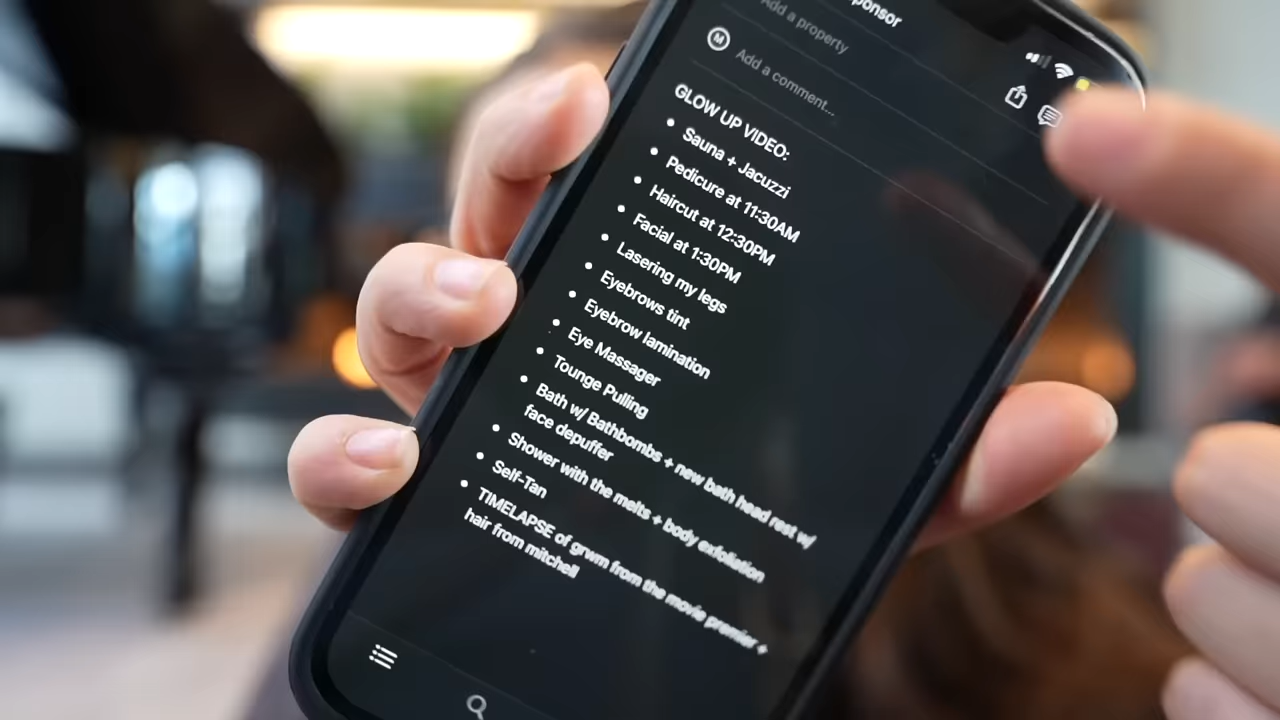 Add a property
M
Add a comment...
GLOW UP VIDEO:
• Sauna + Jacuzzi
• Pedicure at 11:30AM
• Haircut at 12:30PM
• Facial at 1:30PM
• Lasering my legs
• Eyebrows tint
• Eyebrow lamination
• Eye Massager
• Tounge Pulling
• Bath w/ Bathbombs + new bath head rest w/
face depuffer
• Shower with the melts + body exfoliation
• Self-Tan
• TIMELAPSE of grwm from the movie premier +
hair from mitchell